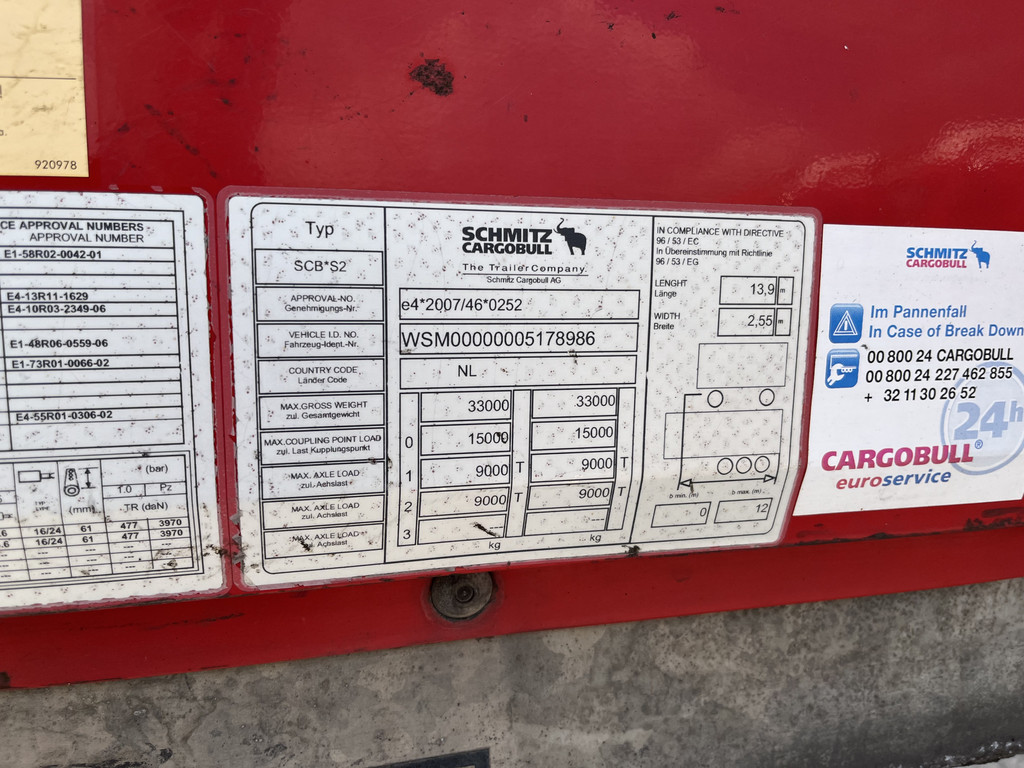 920978
CE APPROVAL NUMBERS
APPROVAL NUMBER
E1-58R02-0042-01
E4-13R11-1629
E4-10R03-2349-06
E1-48R06-0559-06
E1-73R01-0066-02
E4-55R01-0306-02
(bar)
(mm)
1.0 Pz
TR (daN)
16/24 61 477 3970
16/24 61 477 3970
Typ
SCB*S2
APPROVAL-NO.
Genehmigungs-Nr.
VEHICLE I.D. NO.
Fahrzeug-Ident.-Nr.
COUNTRY CODE
Länder Code
MAX.GROSS WEIGHT
zul. Gesamtgewicht
MAX.COUPLING POINT LOAD
zul. Last Kupplungspunkt
MAX. AXLE LOAD
zul. Achslast
MAX. AXLE LOAD
zul. Achslast
MAX. AXLE LOAD
zul. Achslast
SCHMITZ
CARGOBULL
The Trailer Company.
Schmitz Cargobull AG
e4*2007/46*0252
WSM00000005178986
NL
33000 33000
0 15000 15000
1 9000 T 9000 T
2 9000 T 9000 T
3 --- ---
kg kg
IN COMPLIANCE WITH DIRECTIVE
96 / 53 / EC
In Übereinstimmung mit Richtlinie
96 / 53 / EG
LENGHT
Länge
13,9 m
WIDTH
Breite
2,55 m
b min. (m) b max. (m)
0 12
SCHMITZ
CARGOBULL
Im Pannenfall
In Case of Break Down
00 800 24 CARGOBULL
00 800 24 227 462 855
+ 32 11 30 26 52
24h
CARGOBULL®
euroservice